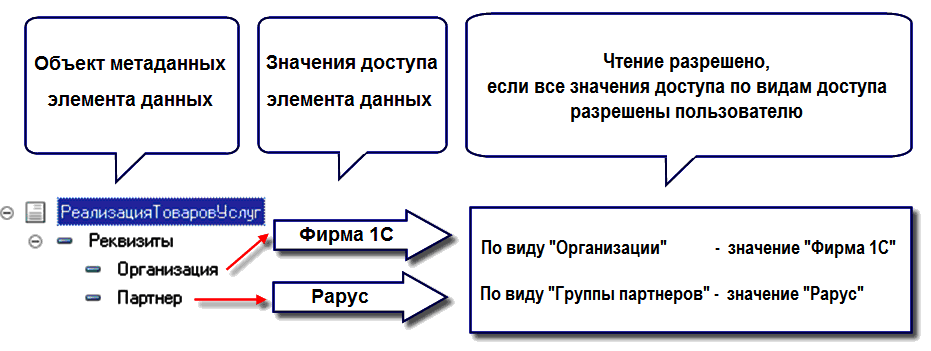 Объект метаданных
элемента данных
Значения доступа
элемента данных
Чтение разрешено,
если все значения доступа по видам доступа
разрешены пользователю
РеализацияТоваровУслуг
Реквизиты
Организация
Партнер
Фирма 1С
Рарус
По виду "Организации" - значение "Фирма 1С"
По виду "Группы партнеров" - значение "Рарус"